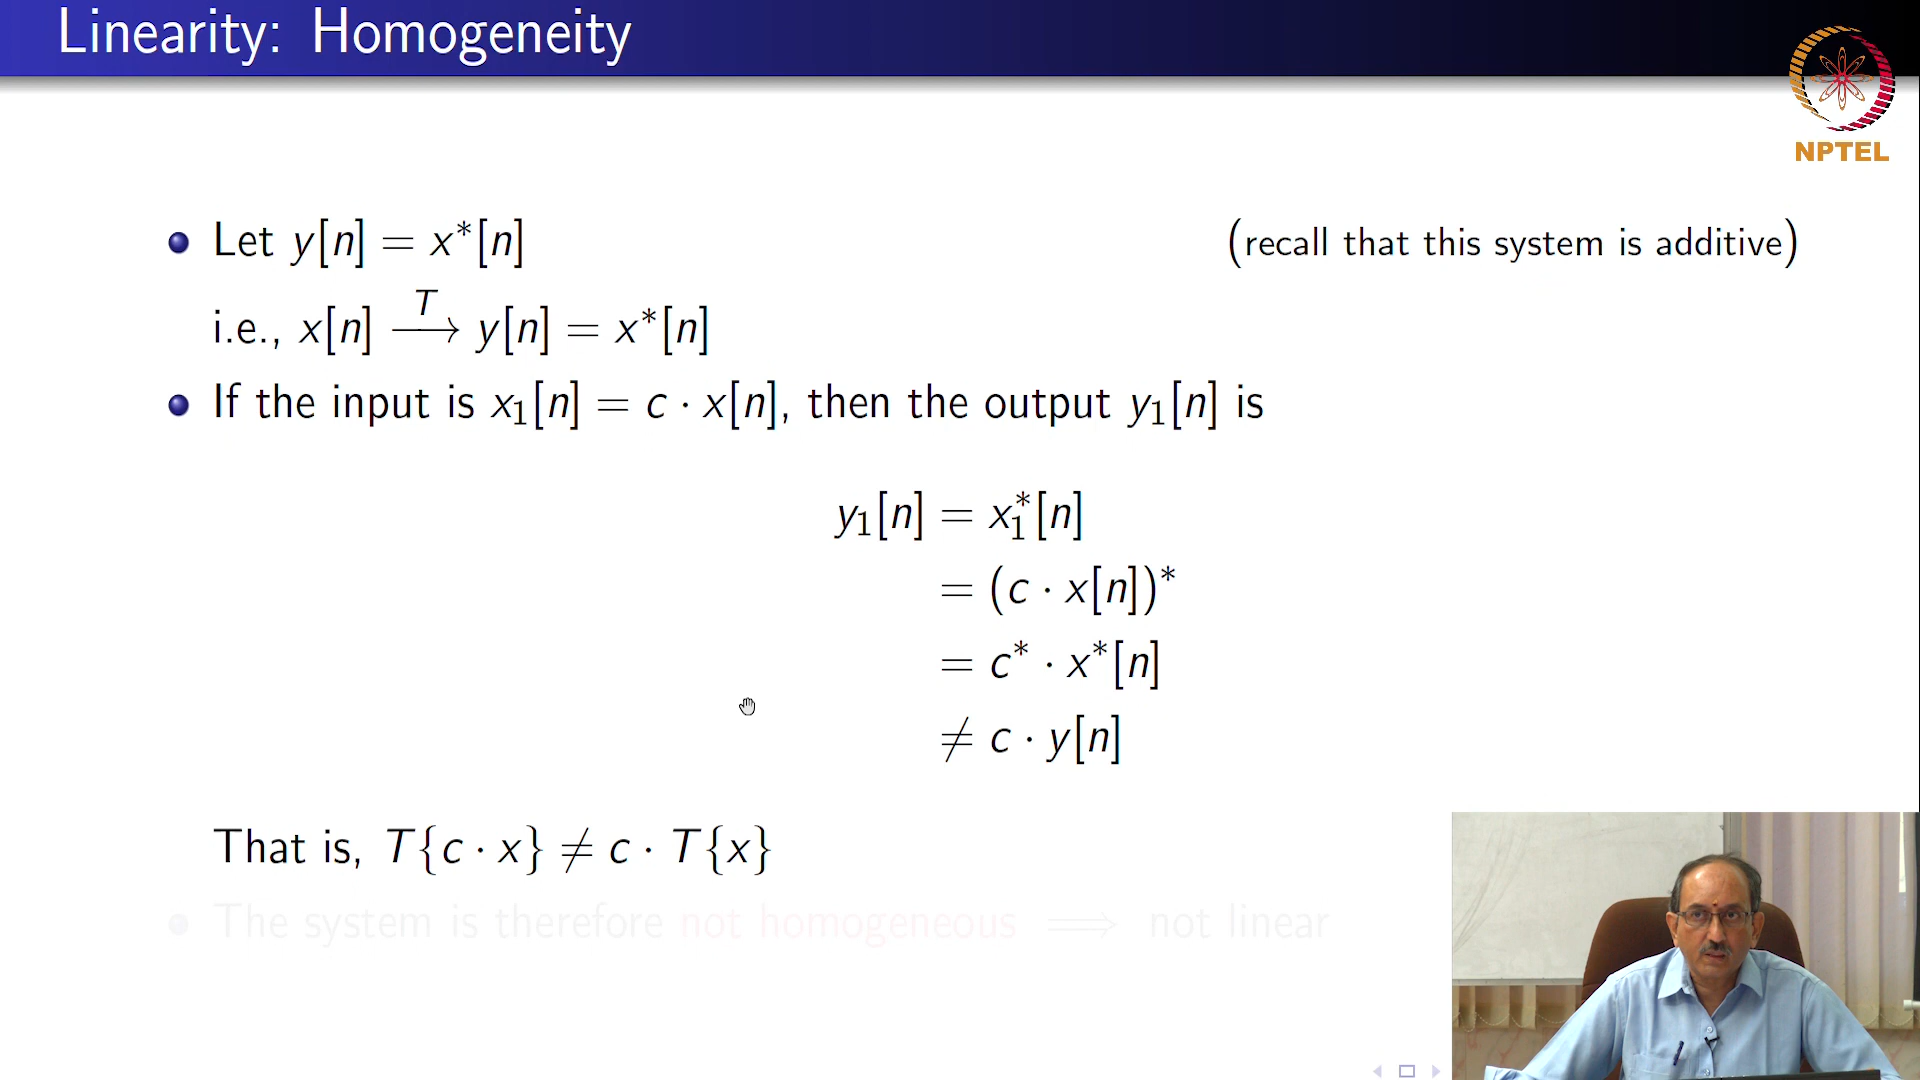 Linearity: Homogeneity
NPTEL
Let y[n] = x*[n] (recall that this system is additive)
i.e., x[n] —T→ y[n] = x*[n]
If the input is x₁[n] = c · x[n], then the output y₁[n] is
y₁[n] = x₁*[n]
= (c · x[n])*
= c* · x*[n]
≠ c · y[n]
That is, T{c · x} ≠ c · T{x}
The system is therefore not homogeneous ⟹ not linear